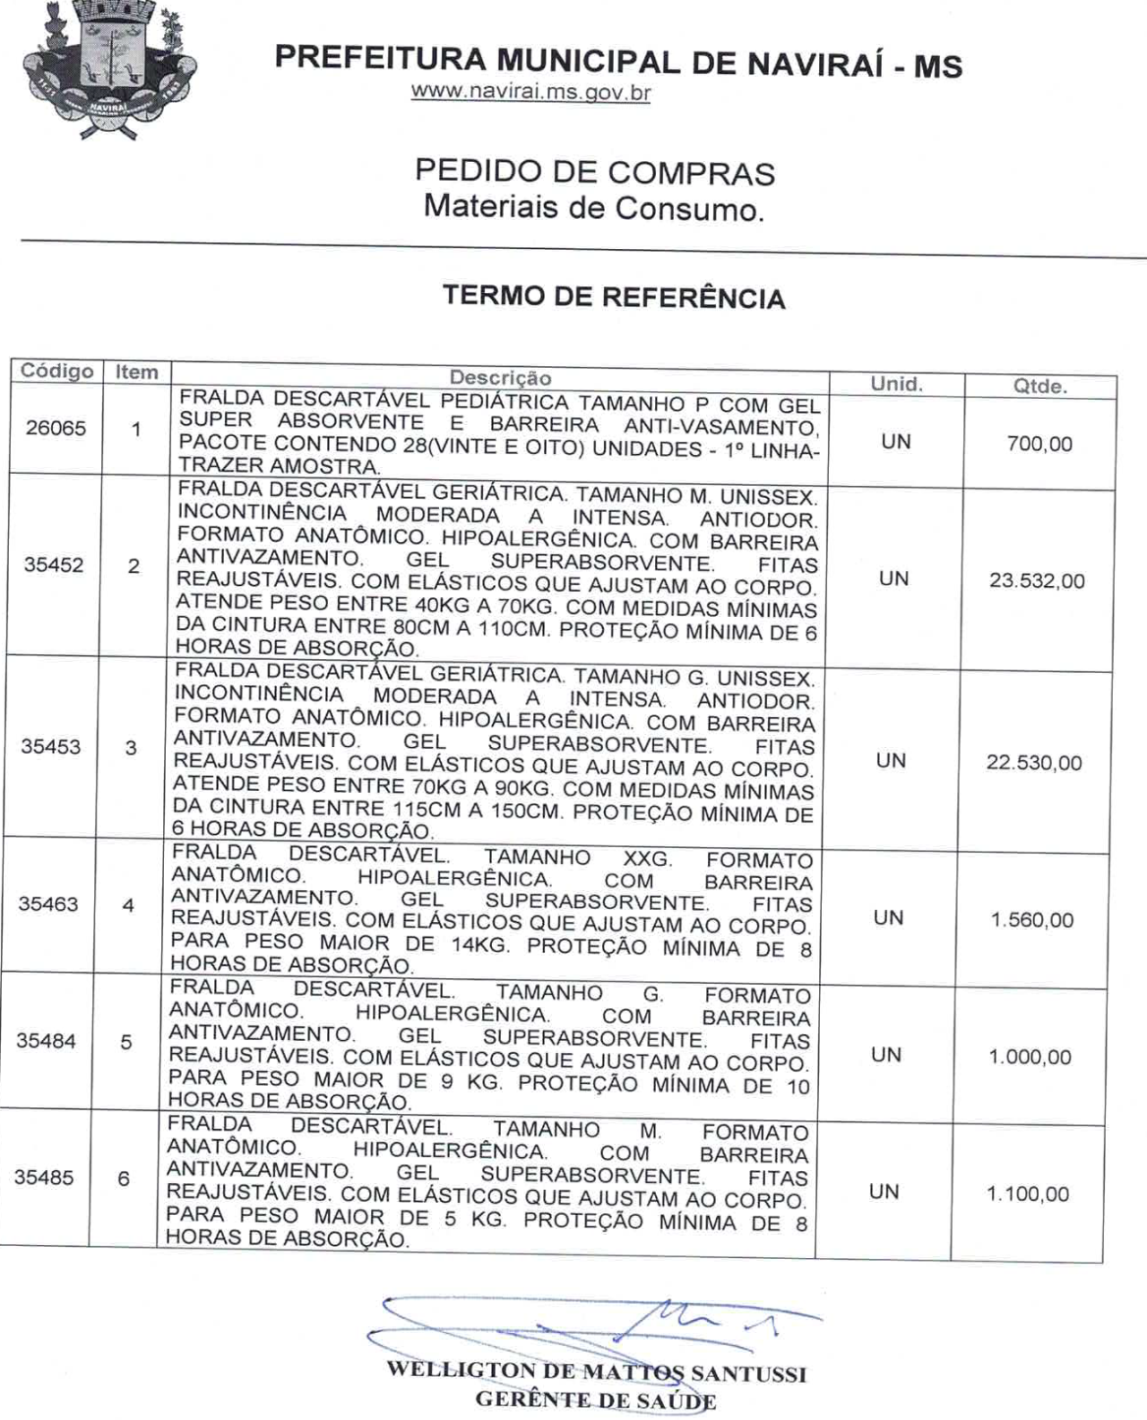 NAVIRAÍ
11-11
1963
PREFEITURA MUNICIPAL DE NAVIRAÍ - MS
www.navirai.ms.gov.br
PEDIDO DE COMPRAS
Materiais de Consumo.
TERMO DE REFERÊNCIA
Código Item Descrição Unid. Qtde.
26065 1 FRALDA DESCARTÁVEL PEDIÁTRICA TAMANHO P COM GEL
SUPER ABSORVENTE E BARREIRA ANTI-VASAMENTO,
PACOTE CONTENDO 28(VINTE E OITO) UNIDADES - 1º LINHA-
TRAZER AMOSTRA. UN 700,00
35452 2 FRALDA DESCARTÁVEL GERIÁTRICA. TAMANHO M. UNISSEX.
INCONTINÊNCIA MODERADA A INTENSA. ANTIODOR.
FORMATO ANATÔMICO. HIPOALERGÊNICA. COM BARREIRA
ANTIVAZAMENTO. GEL SUPERABSORVENTE. FITAS
REAJUSTÁVEIS. COM ELÁSTICOS QUE AJUSTAM AO CORPO.
ATENDE PESO ENTRE 40KG A 70KG. COM MEDIDAS MÍNIMAS
DA CINTURA ENTRE 80CM A 110CM. PROTEÇÃO MÍNIMA DE 6
HORAS DE ABSORÇÃO. UN 23.532,00
35453 3 FRALDA DESCARTÁVEL GERIÁTRICA. TAMANHO G. UNISSEX.
INCONTINÊNCIA MODERADA A INTENSA. ANTIODOR.
FORMATO ANATÔMICO. HIPOALERGÊNICA. COM BARREIRA
ANTIVAZAMENTO. GEL SUPERABSORVENTE. FITAS
REAJUSTÁVEIS. COM ELÁSTICOS QUE AJUSTAM AO CORPO.
ATENDE PESO ENTRE 70KG A 90KG. COM MEDIDAS MÍNIMAS
DA CINTURA ENTRE 115CM A 150CM. PROTEÇÃO MÍNIMA DE
6 HORAS DE ABSORÇÃO. UN 22.530,00
35463 4 FRALDA DESCARTÁVEL. TAMANHO XXG. FORMATO
ANATÔMICO. HIPOALERGÊNICA. COM BARREIRA
ANTIVAZAMENTO. GEL SUPERABSORVENTE. FITAS
REAJUSTÁVEIS. COM ELÁSTICOS QUE AJUSTAM AO CORPO.
PARA PESO MAIOR DE 14KG. PROTEÇÃO MÍNIMA DE 8
HORAS DE ABSORÇÃO. UN 1.560,00
35484 5 FRALDA DESCARTÁVEL. TAMANHO G. FORMATO
ANATÔMICO. HIPOALERGÊNICA. COM BARREIRA
ANTIVAZAMENTO. GEL SUPERABSORVENTE. FITAS
REAJUSTÁVEIS. COM ELÁSTICOS QUE AJUSTAM AO CORPO.
PARA PESO MAIOR DE 9 KG. PROTEÇÃO MÍNIMA DE 10
HORAS DE ABSORÇÃO. UN 1.000,00
35485 6 FRALDA DESCARTÁVEL. TAMANHO M. FORMATO
ANATÔMICO. HIPOALERGÊNICA. COM BARREIRA
ANTIVAZAMENTO. GEL SUPERABSORVENTE. FITAS
REAJUSTÁVEIS. COM ELÁSTICOS QUE AJUSTAM AO CORPO.
PARA PESO MAIOR DE 5 KG. PROTEÇÃO MÍNIMA DE 8
HORAS DE ABSORÇÃO. UN 1.100,00
WELLIGTON DE MATTOS SANTUSSI
GERÊNTE DE SAÚDE